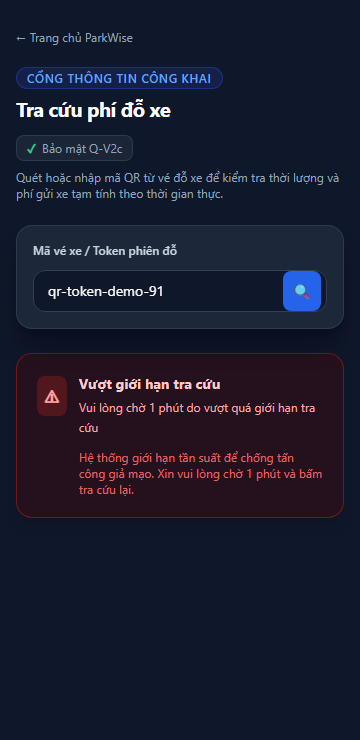 ← Trang chủ ParkWise
CỔNG THÔNG TIN CÔNG KHAI
Tra cứu phí đỗ xe
✓ Bảo mật Q-V2c
Quét hoặc nhập mã QR từ vé đỗ xe để kiểm tra thời lượng và
phí gửi xe tạm tính theo thời gian thực.
Mã vé xe / Token phiên đỗ
qr-token-demo-91
Vượt giới hạn tra cứu
Vui lòng chờ 1 phút do vượt quá giới hạn tra
cứu
Hệ thống giới hạn tần suất để chống tấn
công giả mạo. Xin vui lòng chờ 1 phút và bấm
tra cứu lại.